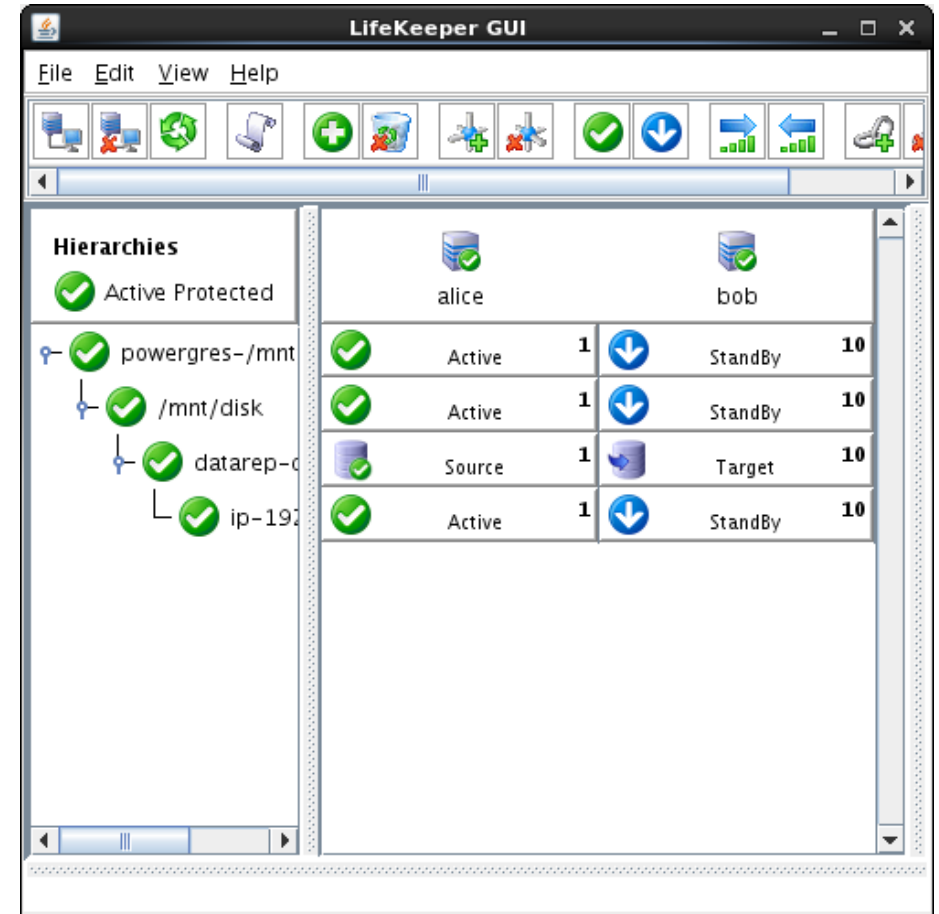 LifeKeeper GUI
File Edit View Help
Hierarchies
Active Protected
alice bob
powergres-/mnt Active 1 StandBy 10
/mnt/disk Active 1 StandBy 10
datarep-d Source 1 Target 10
ip-192 Active 1 StandBy 10